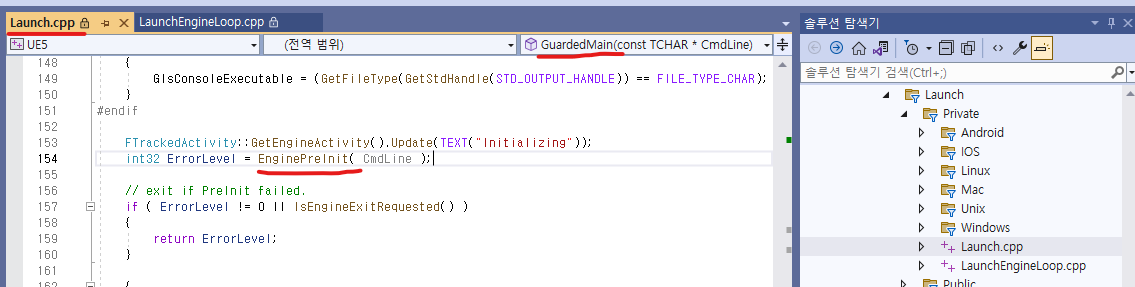 Launch.cpp
LaunchEngineLoop.cpp
UE5
(전역 범위)
GuardedMain(const TCHAR * CmdLine)
148 {
149 GIsConsoleExecutable = (GetFileType(GetStdHandle(STD_OUTPUT_HANDLE)) == FILE_TYPE_CHAR);
150 }
151 #endif
152
153 FTrackedActivity::GetEngineActivity().Update(TEXT("Initializing"));
154 int32 ErrorLevel = EnginePreInit( CmdLine );
155
156 // exit if PreInit failed.
157 if ( ErrorLevel != 0 || IsEngineExitRequested() )
158 {
159 return ErrorLevel;
160 }
161
162 {
솔루션 탐색기
솔루션 탐색기 검색(Ctrl+;)
Launch
Private
Android
IOS
Linux
Mac
Unix
Windows
Launch.cpp
LaunchEngineLoop.cpp
Public